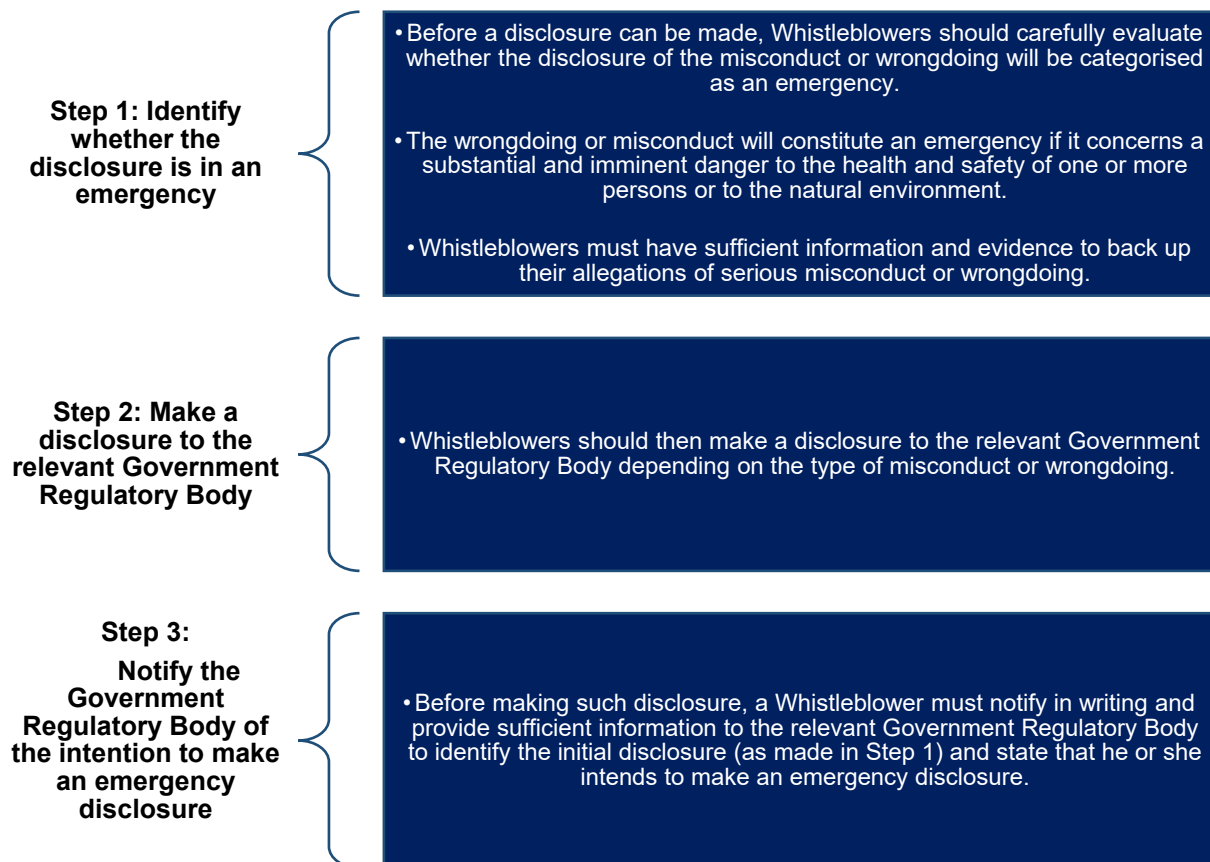 Step 1: Identify
whether the
disclosure is in an
emergency
• Before a disclosure can be made, Whistleblowers should carefully evaluate
whether the disclosure of the misconduct or wrongdoing will be categorised
as an emergency.
• The wrongdoing or misconduct will constitute an emergency if it concerns a
substantial and imminent danger to the health and safety of one or more
persons or to the natural environment.
• Whistleblowers must have sufficient information and evidence to back up
their allegations of serious misconduct or wrongdoing.
Step 2: Make a
disclosure to the
relevant Government
Regulatory Body
• Whistleblowers should then make a disclosure to the relevant Government
Regulatory Body depending on the type of misconduct or wrongdoing.
Step 3:
Notify the
Government
Regulatory Body of
the intention to make
an emergency
disclosure
• Before making such disclosure, a Whistleblower must notify in writing and
provide sufficient information to the relevant Government Regulatory Body
to identify the initial disclosure (as made in Step 1) and state that he or she
intends to make an emergency disclosure.